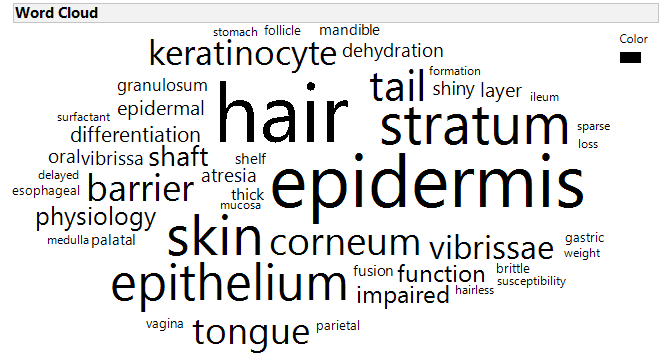 Word Cloud
Color
stomach follicle mandible
keratinocyte dehydration
granulosum hair tail formation
shiny layer ileum
epidermal
surfactant stratum sparse
differentiation loss
oral vibrissa shaft shelf
delayed atresia epidermis
esophageal barrier thick
mucosa
physiology
medulla palatal skin corneum vibrissae gastric
weight
epithelium fusion function brittle
susceptibility
impaired hairless
vagina tongue parietal